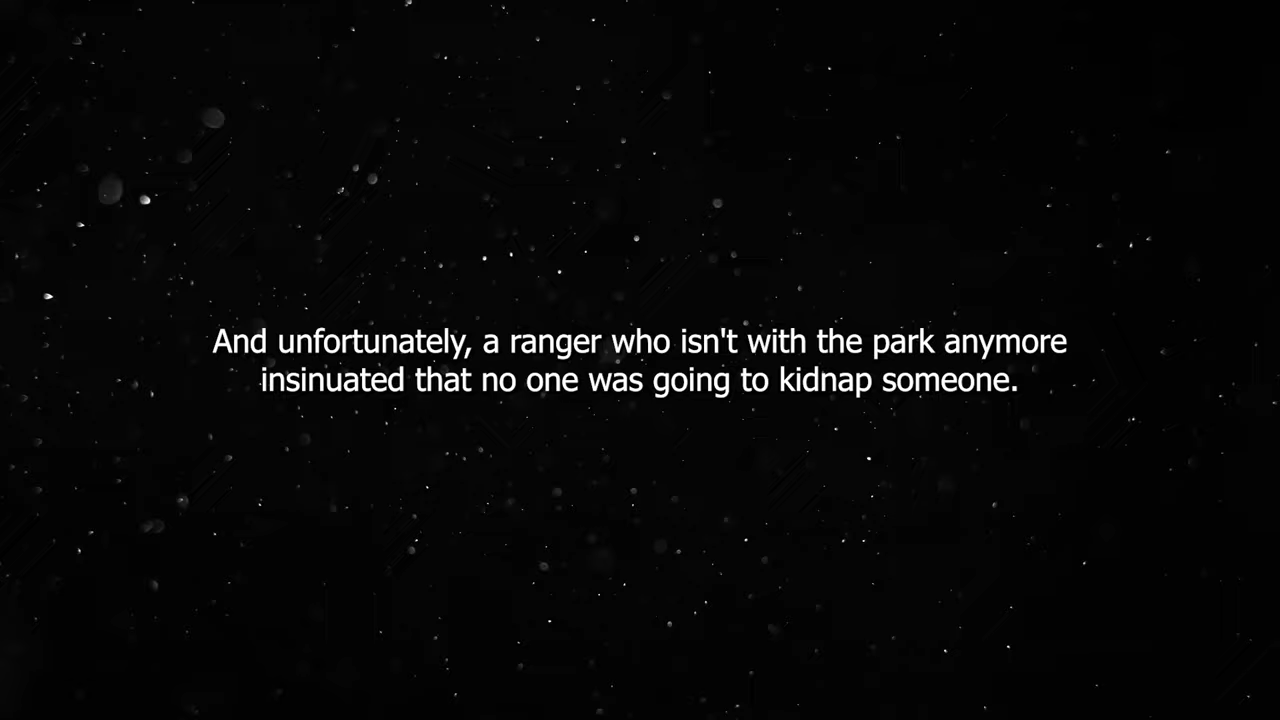 And unfortunately, a ranger who isn't with the park anymore
insinuated that no one was going to kidnap someone.